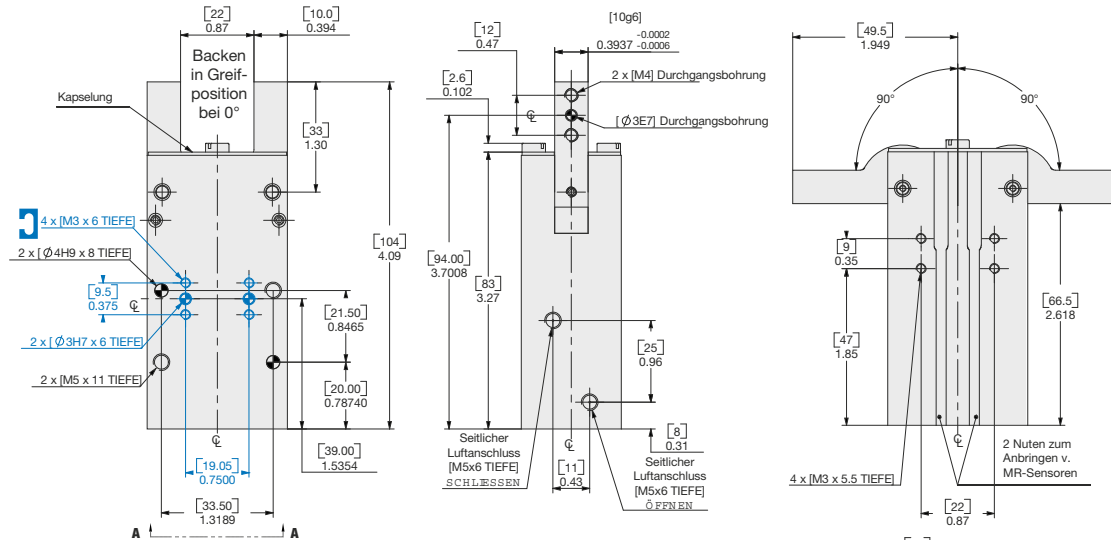 [22]
0.87
[10.0]
0.394
Backen
in Greif-
position
bei 0°
Kapselung
[33]
1.30
4 x [M3 x 6 TIEFE]
2 x [Ø4H9 x 8 TIEFE]
[9.5]
0.375
℄
2 x [Ø3H7 x 6 TIEFE]
2 x [M5 x 11 TIEFE]
[104]
4.09
[21.50]
0.8465
[20.00]
0.78740
[39.00]
1.5354
℄
[19.05]
0.7500
[33.50]
1.3189
A
A
[10g6]
0.3937
-0.0002
-0.0006
[12]
0.47
[2.6]
0.102
℄
2 x [M4] Durchgangsbohrung
[Ø3E7] Durchgangsbohrung
[94.00]
3.7008
[83]
3.27
[25]
0.96
[8]
0.31
℄
[11]
0.43
Seitlicher
Luftanschluss
[M5x6 TIEFE]
SCHLIESSEN
Seitlicher
Luftanschluss
[M5x6 TIEFE]
ÖFFNEN
[49.5]
1.949
90°
90°
[9]
0.35
[47]
1.85
[66.5]
2.618
℄
4 x [M3 x 5.5 TIEFE]
2 Nuten zum
Anbringen v.
MR-Sensoren
[22]
0.87